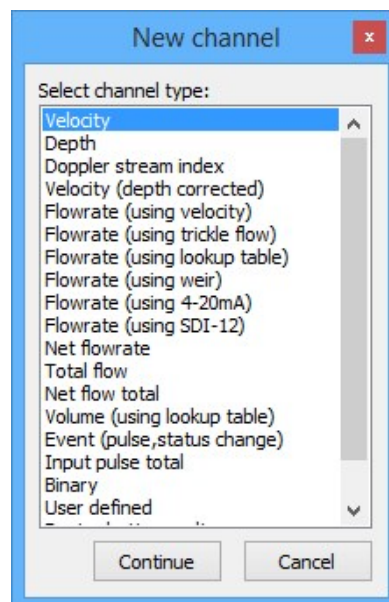 New channel
x
Select channel type:
Velocity
Depth
Doppler stream index
Velocity (depth corrected)
Flowrate (using velocity)
Flowrate (using trickle flow)
Flowrate (using lookup table)
Flowrate (using weir)
Flowrate (using 4-20mA)
Flowrate (using SDI-12)
Net flowrate
Total flow
Net flow total
Volume (using lookup table)
Event (pulse,status change)
Input pulse total
Binary
User defined
Continue
Cancel